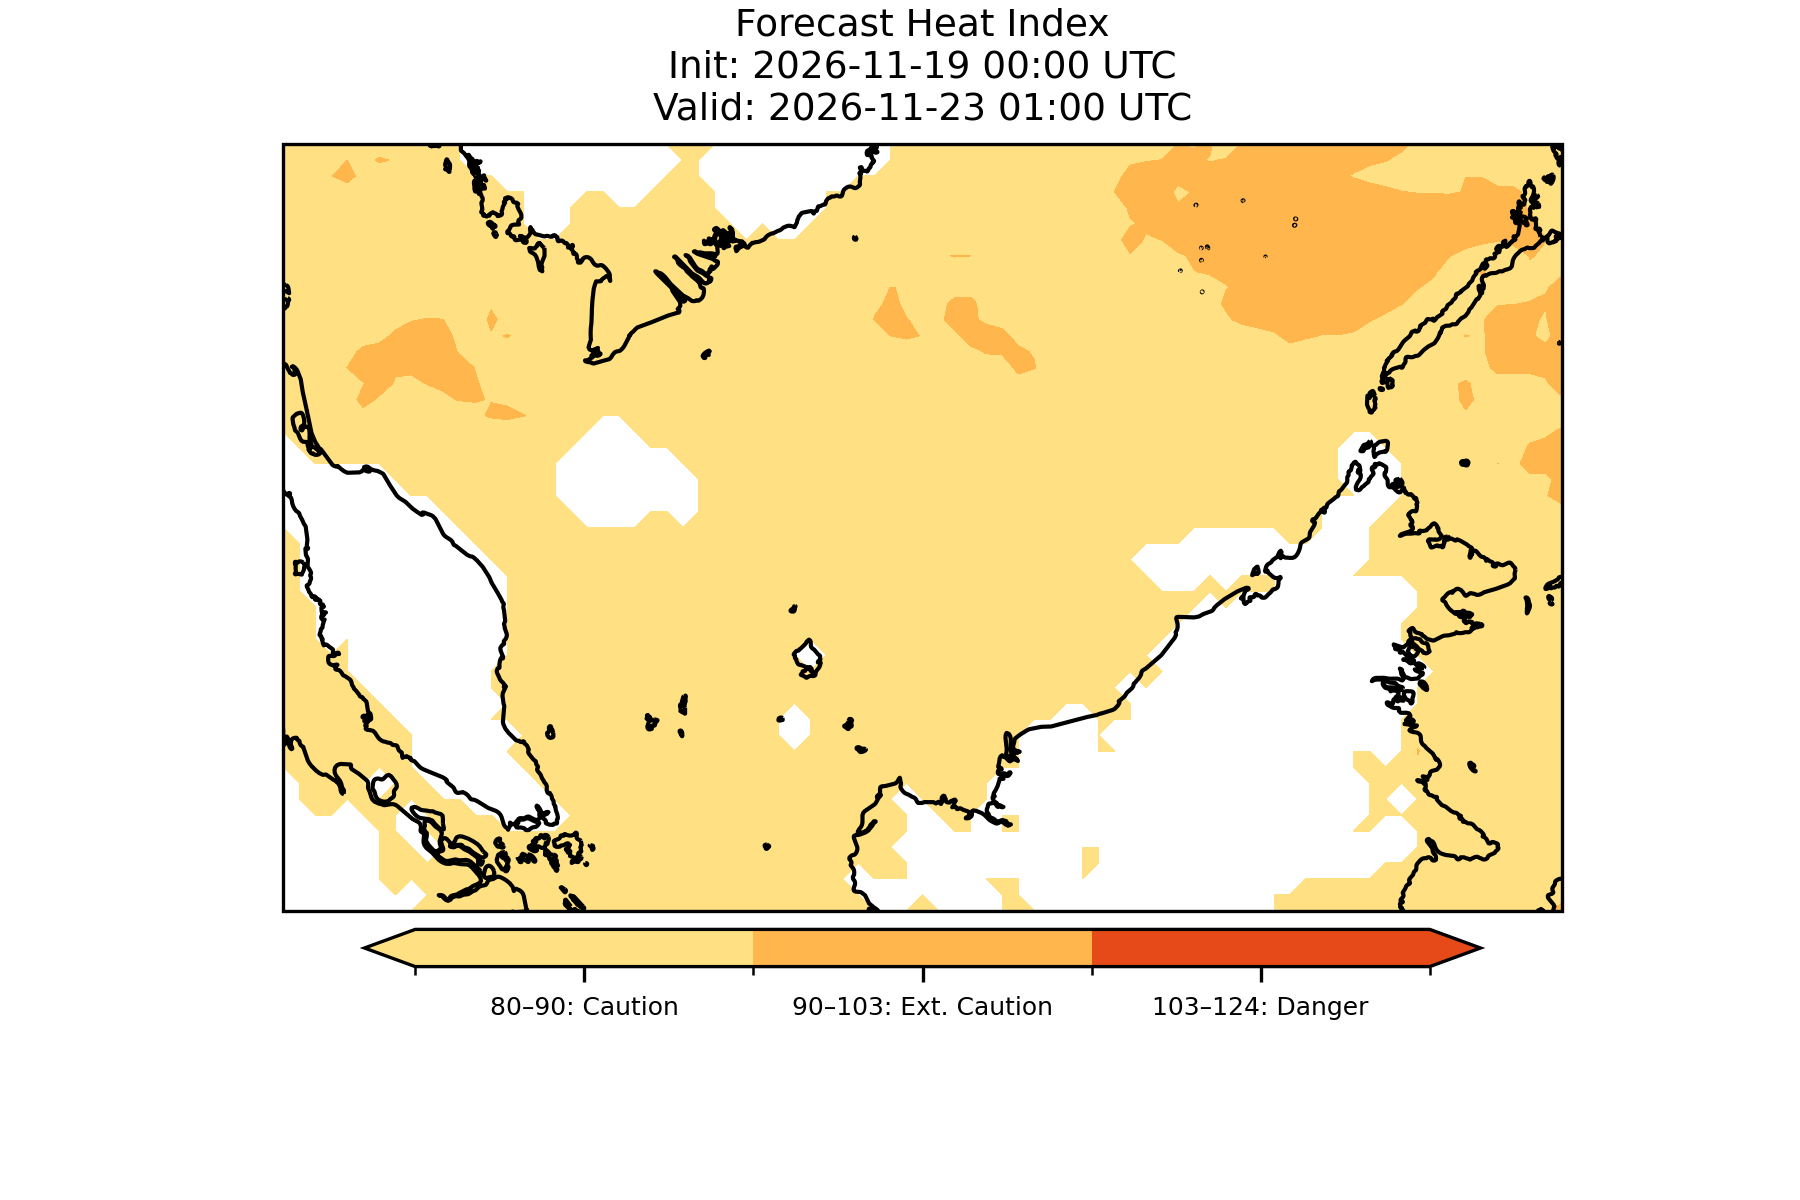 Forecast Heat Index
Init: 2026-11-19 00:00 UTC
Valid: 2026-11-23 01:00 UTC
80–90: Caution
90–103: Ext. Caution
103–124: Danger